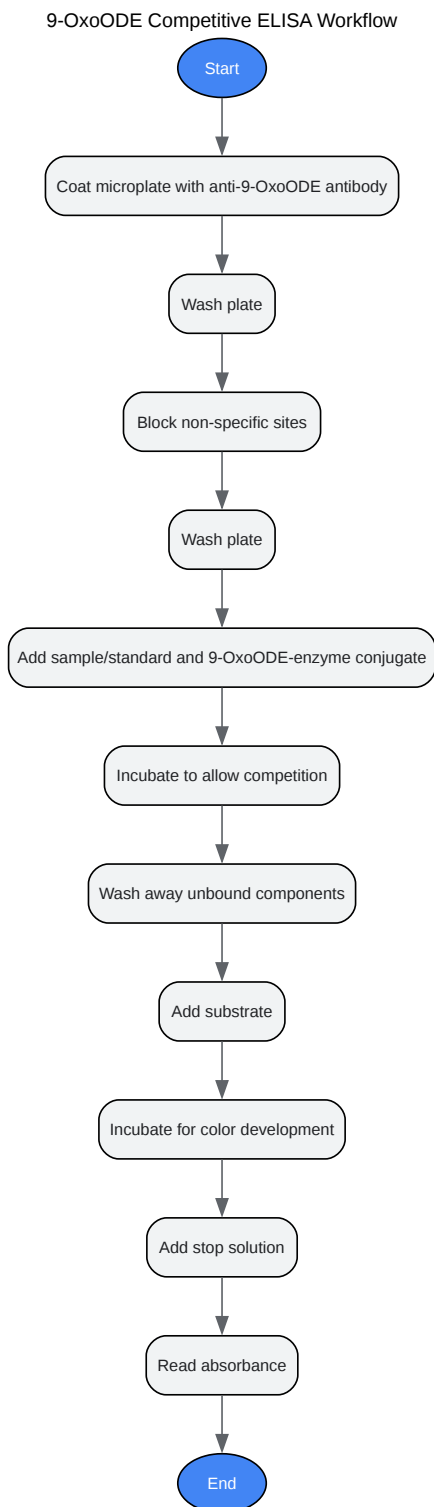 9-OxoODE Competitive ELISA Workflow
Start
Coat microplate with anti-9-OxoODE antibody
Wash plate
Block non-specific sites
Wash plate
Add sample/standard and 9-OxoODE-enzyme conjugate
Incubate to allow competition
Wash away unbound components
Add substrate
Incubate for color development
Add stop solution
Read absorbance
End